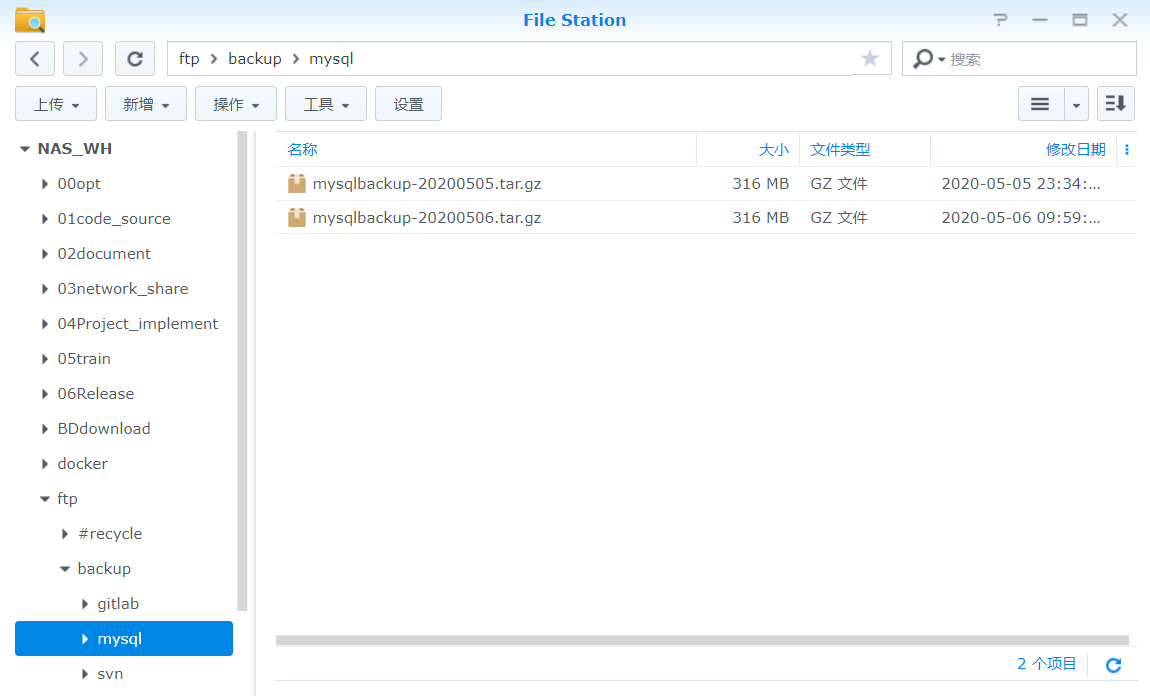 File Station
ftp > backup > mysql
搜索
上传 新增 操作 工具 设置
NAS_WH
00opt
01code_source
02document
03network_share
04Project_implement
05train
06Release
BDdownload
docker
ftp
#recycle
backup
gitlab
mysql
svn
名称 大小 文件类型 修改日期
mysqlbackup-20200505.tar.gz 316 MB GZ 文件 2020-05-05 23:34:...
mysqlbackup-20200506.tar.gz 316 MB GZ 文件 2020-05-06 09:59:...
2 个项目